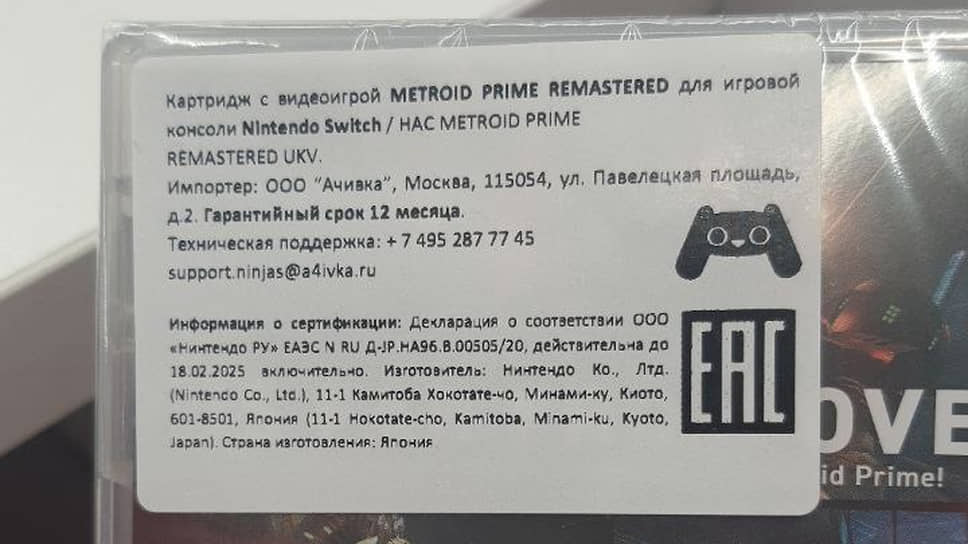 Картридж с видеоигрой METROID PRIME REMASTERED для игровой
консоли Nintendo Switch / HAC METROID PRIME
REMASTERED UKV.
Импортер: ООО "Ачивка", Москва, 115054, ул. Павелецкая площадь,
д.2. Гарантийный срок 12 месяца.
Техническая поддержка: + 7 495 287 77 45
support.ninjas@a4ivka.ru
Информация о сертификации: Декларация о соответствии ООО
«Нинтендо РУ» ЕАЭС N RU Д-JP.НА96.В.00505/20, действительна до
18.02.2025 включительно. Изготовитель: Нинтендо Ко., Лтд.
(Nintendo Co., Ltd.), 11-1 Камитоба Хокотате-чо, Минами-ку, Киото,
601-8501, Япония (11-1 Hokotate-cho, Kamitoba, Minami-ku, Kyoto,
Japan). Страна изготовления: Япония
EAC
OVE
id Prime!